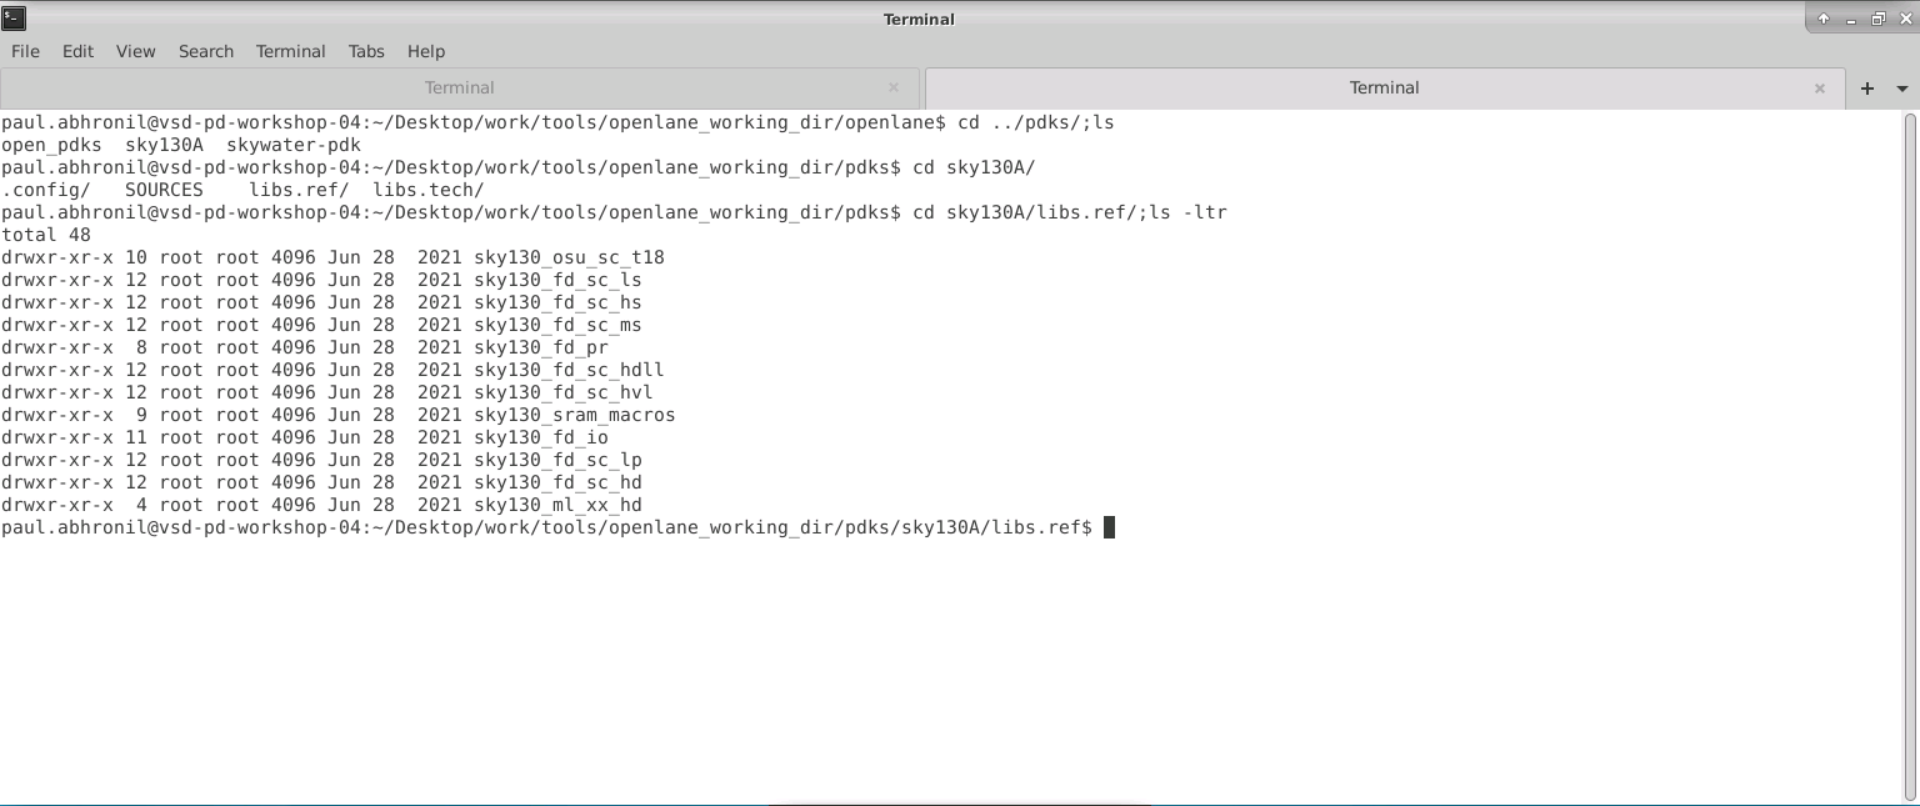 Terminal
File Edit View Search Terminal Tabs Help
Terminal Terminal
paul.abhronil@vsd-pd-workshop-04:~/Desktop/work/tools/openlane_working_dir/openlane$ cd ../pdks/;ls
open_pdks  sky130A  skywater-pdk
paul.abhronil@vsd-pd-workshop-04:~/Desktop/work/tools/openlane_working_dir/pdks$ cd sky130A/
.config/   SOURCES    libs.ref/  libs.tech/
paul.abhronil@vsd-pd-workshop-04:~/Desktop/work/tools/openlane_working_dir/pdks$ cd sky130A/libs.ref/;ls -ltr
total 48
drwxr-xr-x 10 root root 4096 Jun 28  2021 sky130_osu_sc_t18
drwxr-xr-x 12 root root 4096 Jun 28  2021 sky130_fd_sc_ls
drwxr-xr-x 12 root root 4096 Jun 28  2021 sky130_fd_sc_hs
drwxr-xr-x 12 root root 4096 Jun 28  2021 sky130_fd_sc_ms
drwxr-xr-x  8 root root 4096 Jun 28  2021 sky130_fd_pr
drwxr-xr-x 12 root root 4096 Jun 28  2021 sky130_fd_sc_hdll
drwxr-xr-x 12 root root 4096 Jun 28  2021 sky130_fd_sc_hvl
drwxr-xr-x  9 root root 4096 Jun 28  2021 sky130_sram_macros
drwxr-xr-x 11 root root 4096 Jun 28  2021 sky130_fd_io
drwxr-xr-x 12 root root 4096 Jun 28  2021 sky130_fd_sc_lp
drwxr-xr-x 12 root root 4096 Jun 28  2021 sky130_fd_sc_hd
drwxr-xr-x  4 root root 4096 Jun 28  2021 sky130_ml_xx_hd
paul.abhronil@vsd-pd-workshop-04:~/Desktop/work/tools/openlane_working_dir/pdks/sky130A/libs.ref$